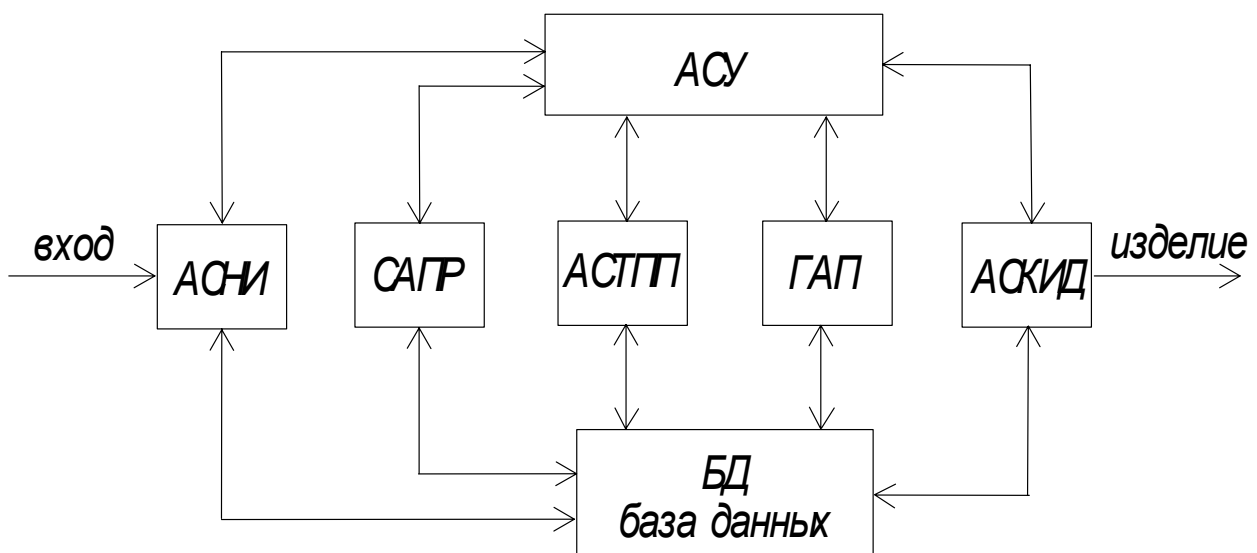 АСУ
вход
АСНИ
САПР
АСТПП
ГАП
АСКИД
изделие
БД
база данных